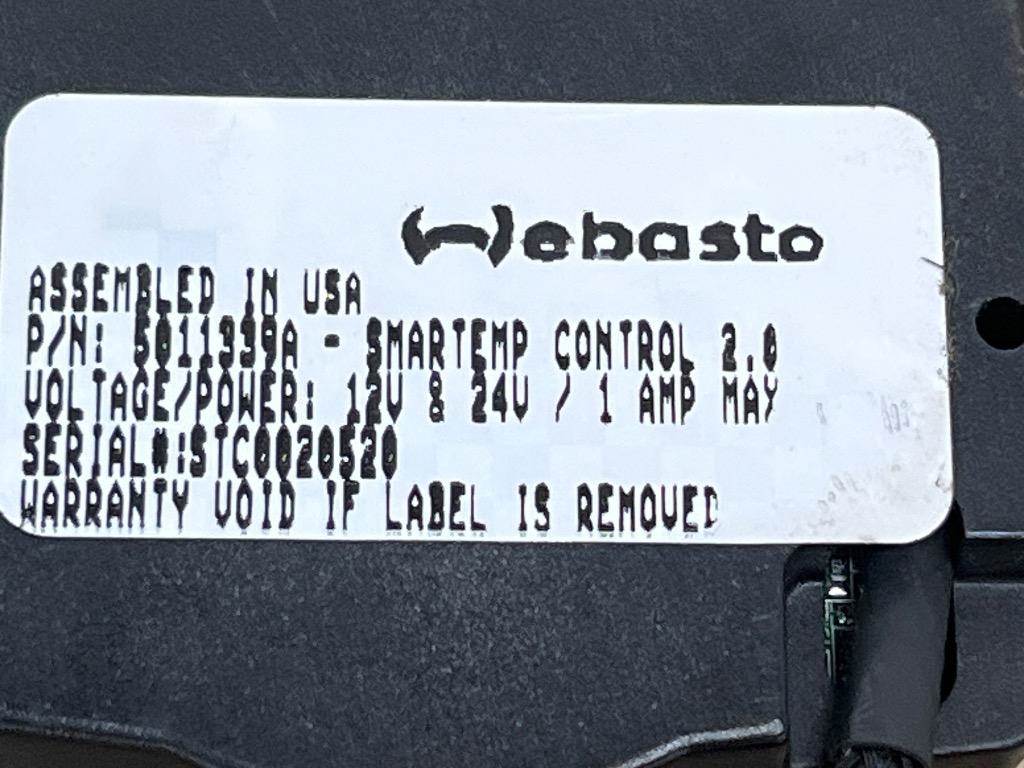 Webasto
ASSEMBLED IN USA
P/N: 5011339A - SMARTEMP CONTROL 2.0
VOLTAGE/POWER: 12V & 24V / 1 AMP MAX
SERIAL#:STC0020520
WARRANTY VOID IF LABEL IS REMOVED